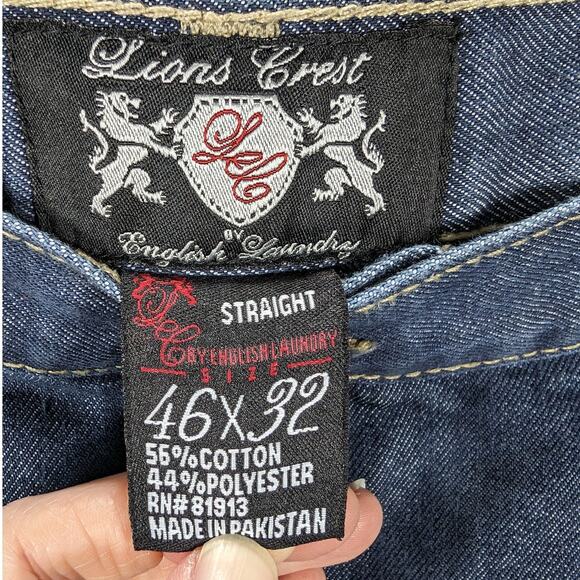 Lions Crest
LC
BY
English Laundry
LC
STRAIGHT
BY ENGLISH LAUNDRY
SIZE
46X32
56%COTTON
44%POLYESTER
RN#81913
MADE IN PAKISTAN